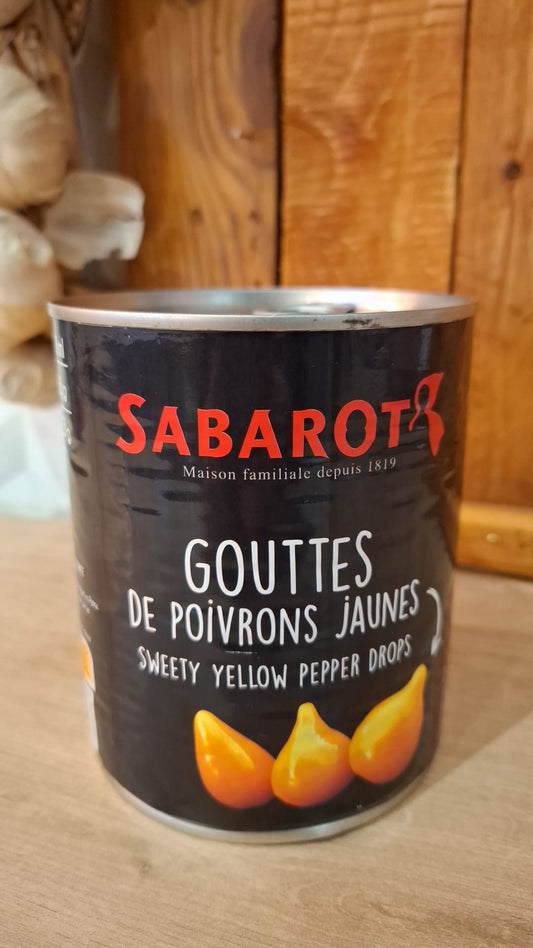 SABAROT
Maison familiale depuis 1819
GOUTTES
DE POiVRONS JAUNES
SWEETY YELLOW PEPPER DROPS